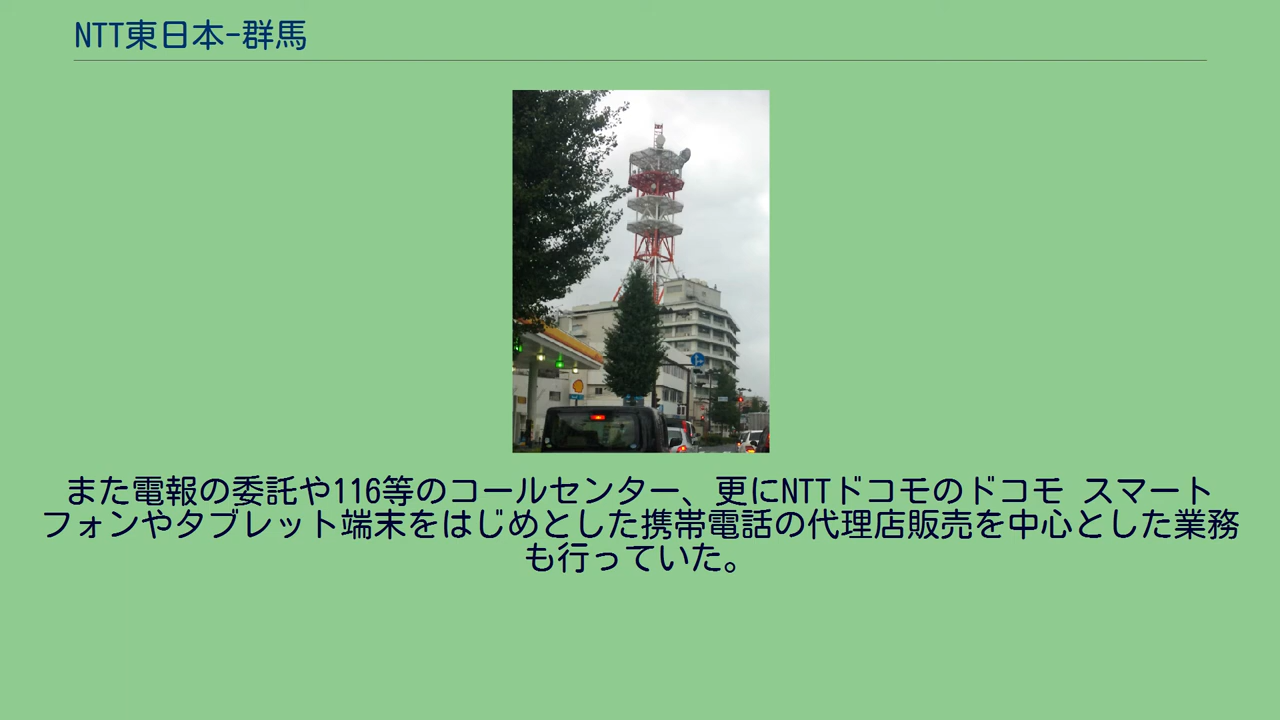 NTT東日本-群馬
また電報の委託や116等のコールセンター、更にNTTドコモのドコモ スマート
フォンやタブレット端末をはじめとした携帯電話の代理店販売を中心とした業務
も行っていた。